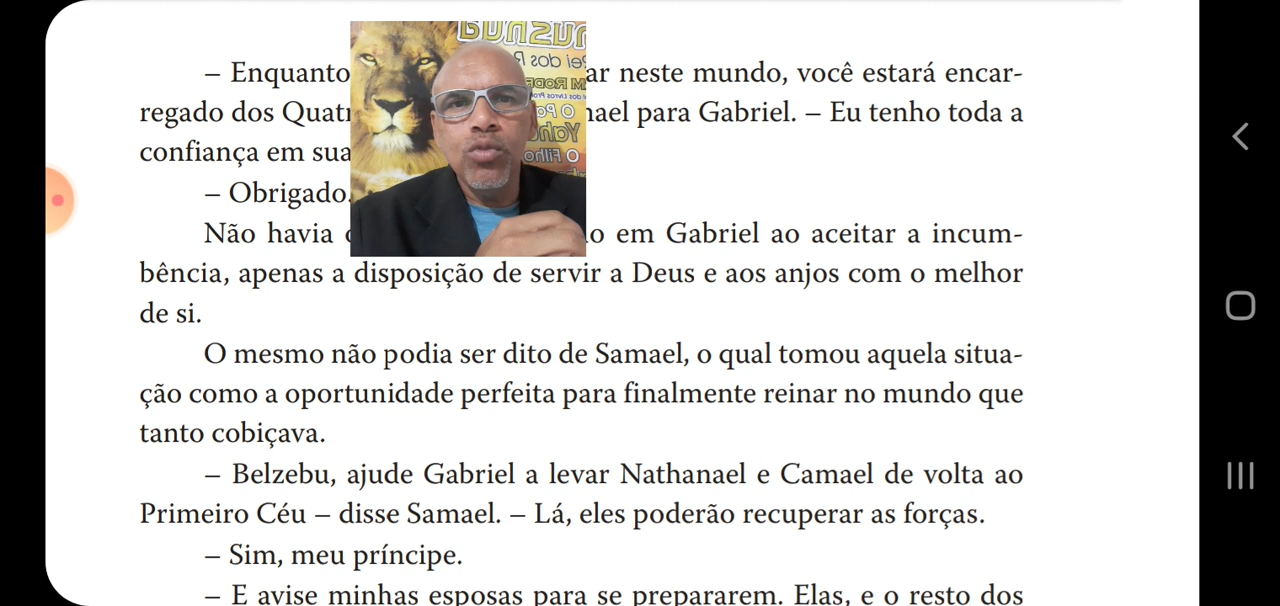 – Enquanto ar neste mundo, você estará encar-
regado dos Quatr nael para Gabriel. – Eu tenho toda a
confiança em sua
– Obrigado.
Não havia o em Gabriel ao aceitar a incum-
bência, apenas a disposição de servir a Deus e aos anjos com o melhor
de si.
O mesmo não podia ser dito de Samael, o qual tomou aquela situa-
ção como a oportunidade perfeita para finalmente reinar no mundo que
tanto cobiçava.
– Belzebu, ajude Gabriel a levar Nathanael e Camael de volta ao
Primeiro Céu – disse Samael. – Lá, eles poderão recuperar as forças.
– Sim, meu príncipe.
– E avise minhas esposas para se prepararem. Elas, e o resto dos